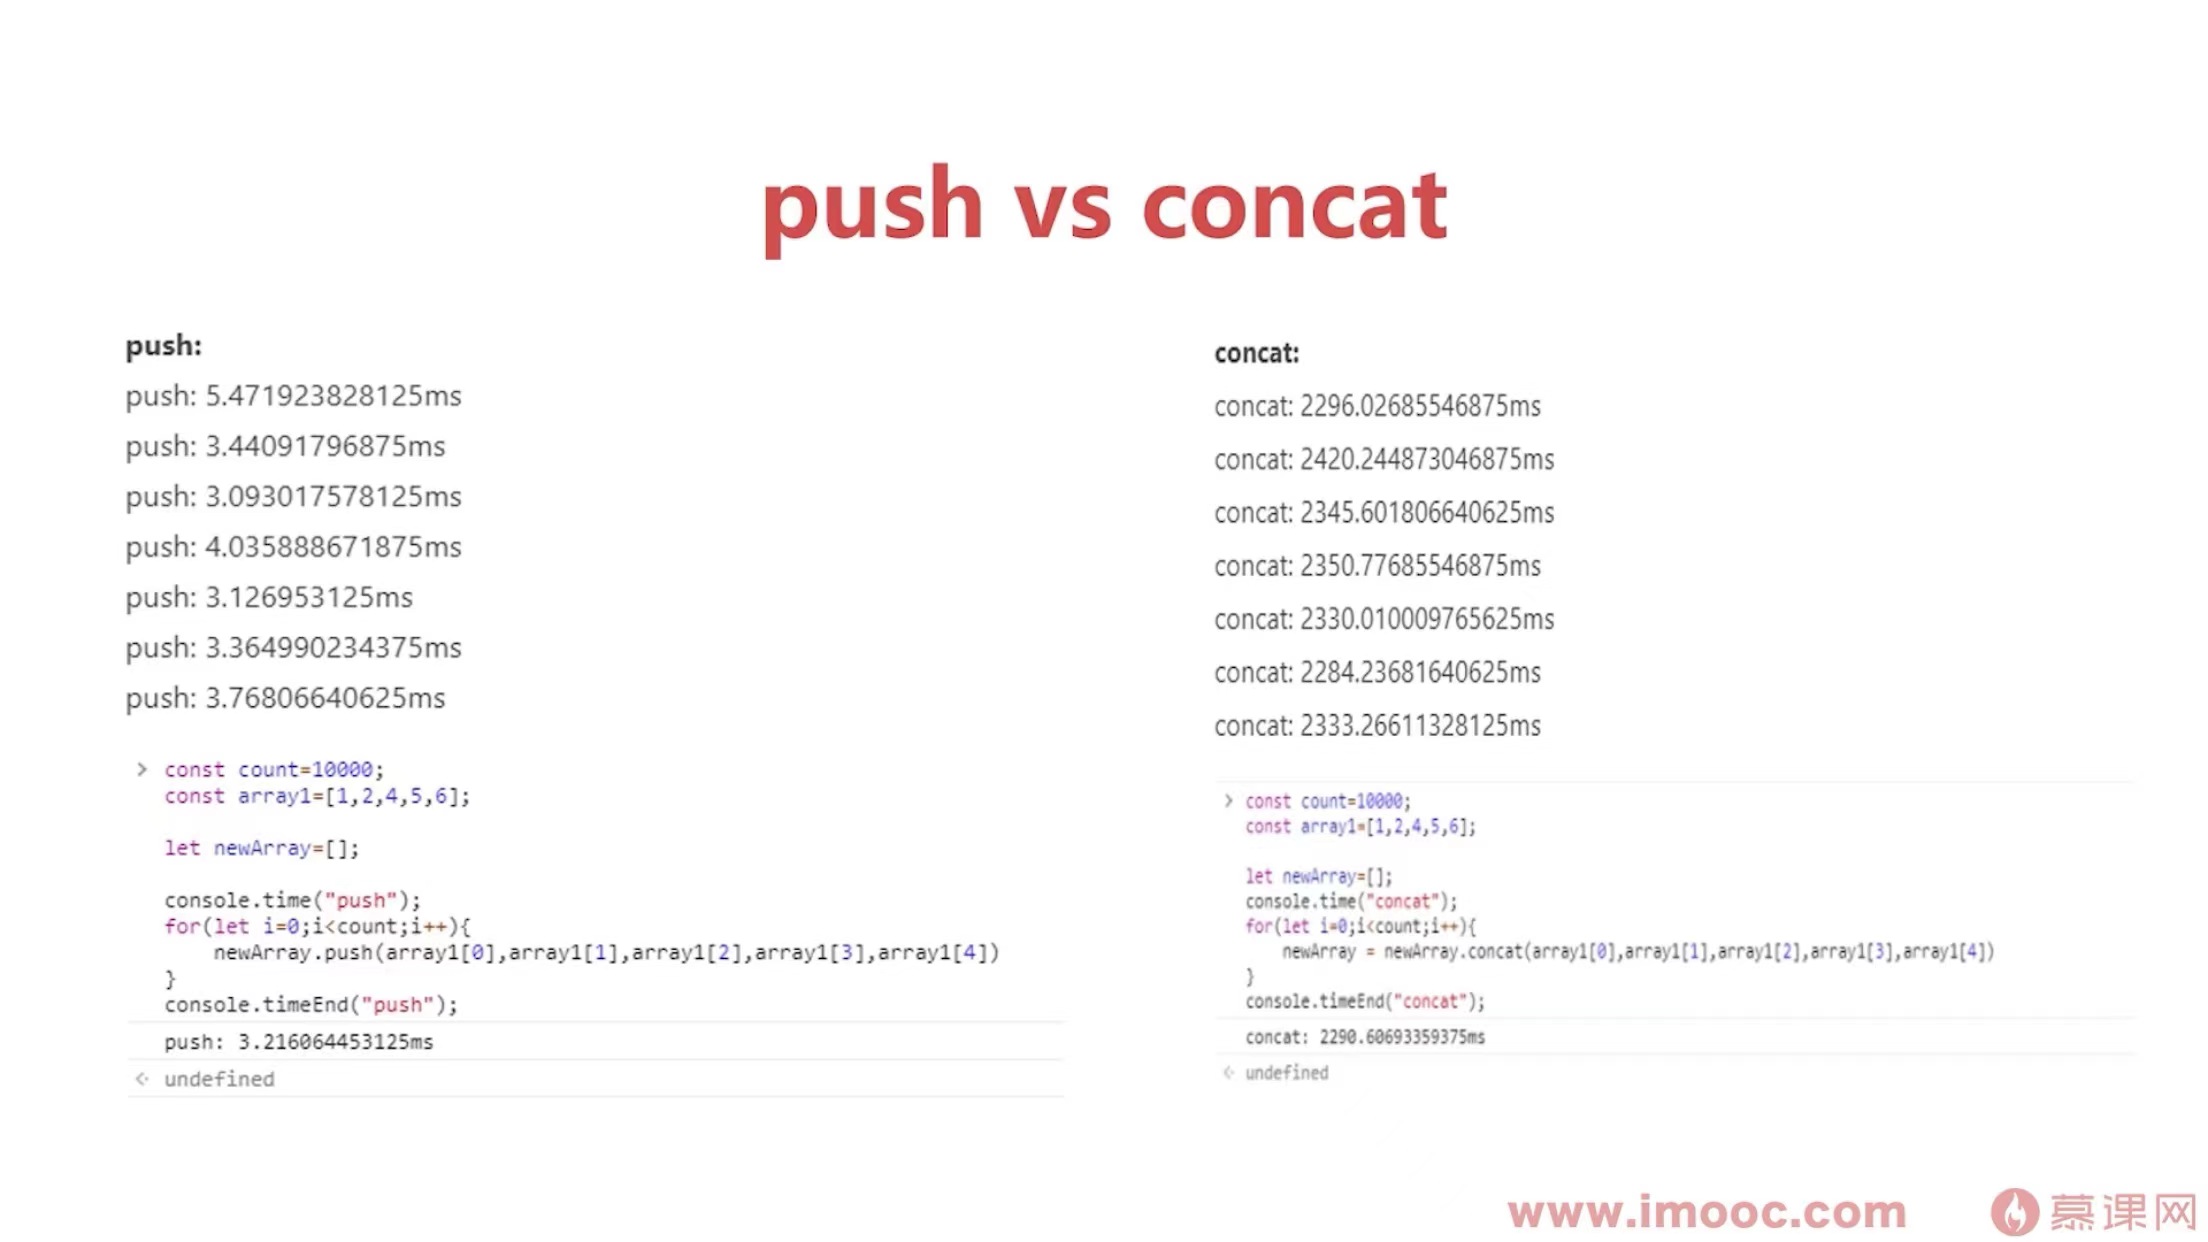 push vs concat
push:
push: 5.471923828125ms
push: 3.44091796875ms
push: 3.093017578125ms
push: 4.035888671875ms
push: 3.126953125ms
push: 3.364990234375ms
push: 3.76806640625ms
> const count=10000;
const array1=[1,2,4,5,6];
let newArray=[];
console.time("push");
for(let i=0;i<count;i++){
newArray.push(array1[0],array1[1],array1[2],array1[3],array1[4])
}
console.timeEnd("push");
push: 3.216064453125ms
undefined
concat:
concat: 2296.02685546875ms
concat: 2420.244873046875ms
concat: 2345.601806640625ms
concat: 2350.77685546875ms
concat: 2330.010009765625ms
concat: 2284.23681640625ms
concat: 2333.26611328125ms
> const count=10000;
const array1=[1,2,4,5,6];
let newArray=[];
console.time("concat");
for(let i=0;i<count;i++){
newArray = newArray.concat(array1[0],array1[1],array1[2],array1[3],array1[4])
}
console.timeEnd("concat");
concat: 2290.60693359375ms
undefined
www.imooc.com 慕课网